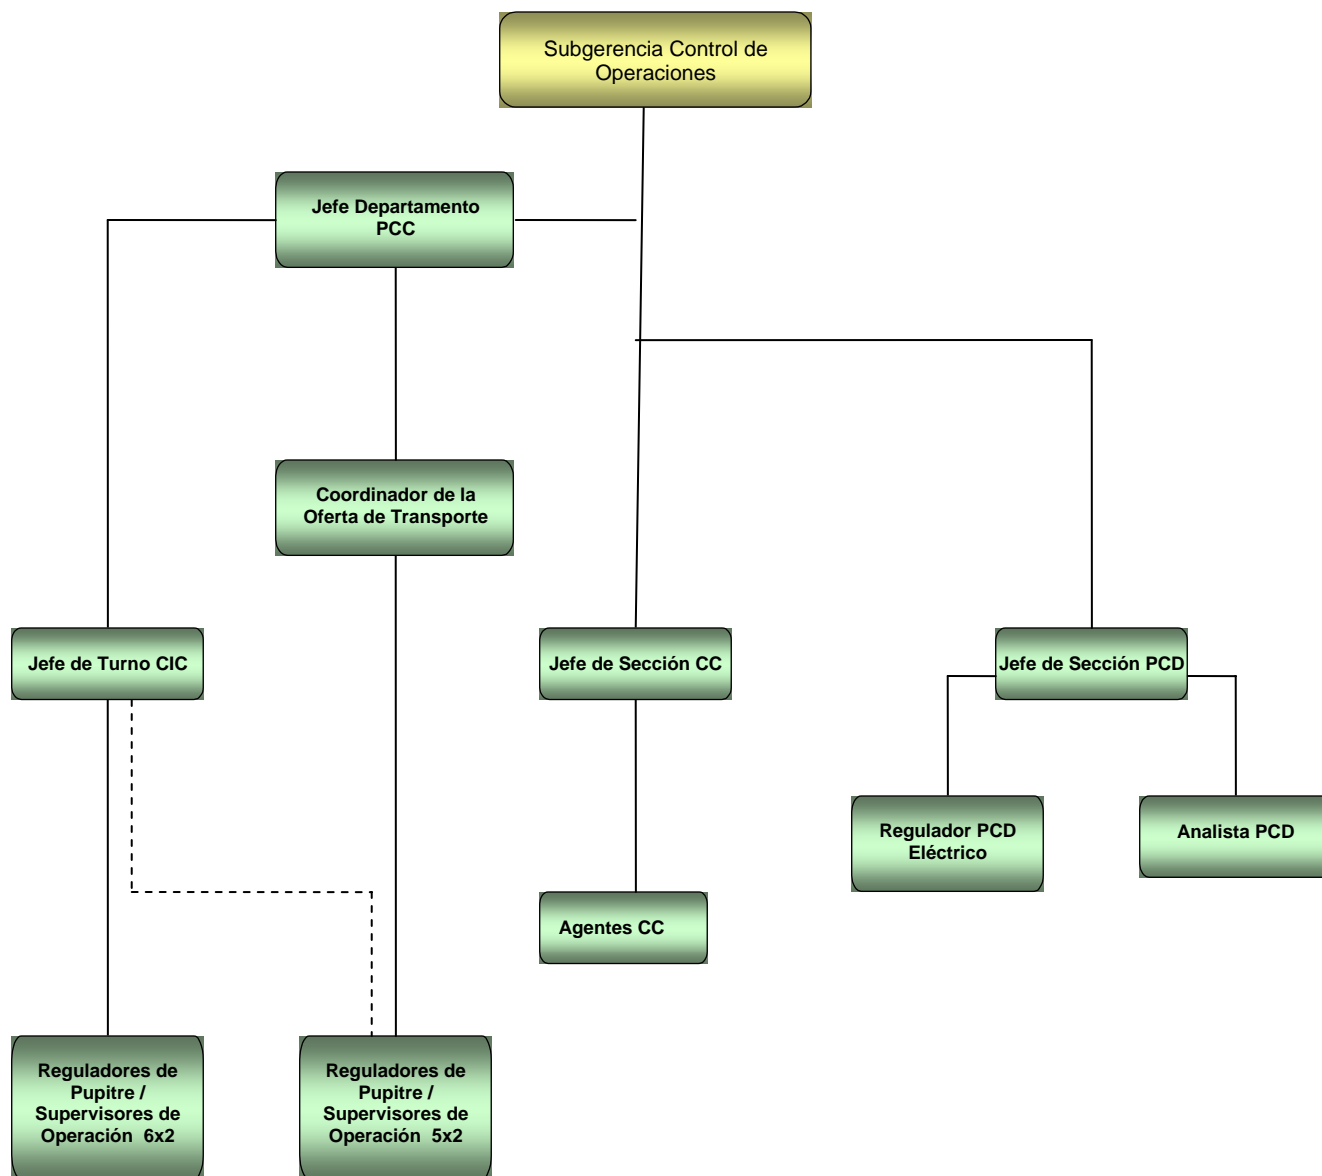 Subgerencia Control de
Operaciones
Jefe Departamento
PCC
Coordinador de la
Oferta de Transporte
Jefe de Turno CIC
Jefe de Sección CC
Jefe de Sección PCD
Regulador PCD
Eléctrico
Analista PCD
Agentes CC
Reguladores de
Pupitre /
Supervisores de
Operación 6x2
Reguladores de
Pupitre /
Supervisores de
Operación 5x2